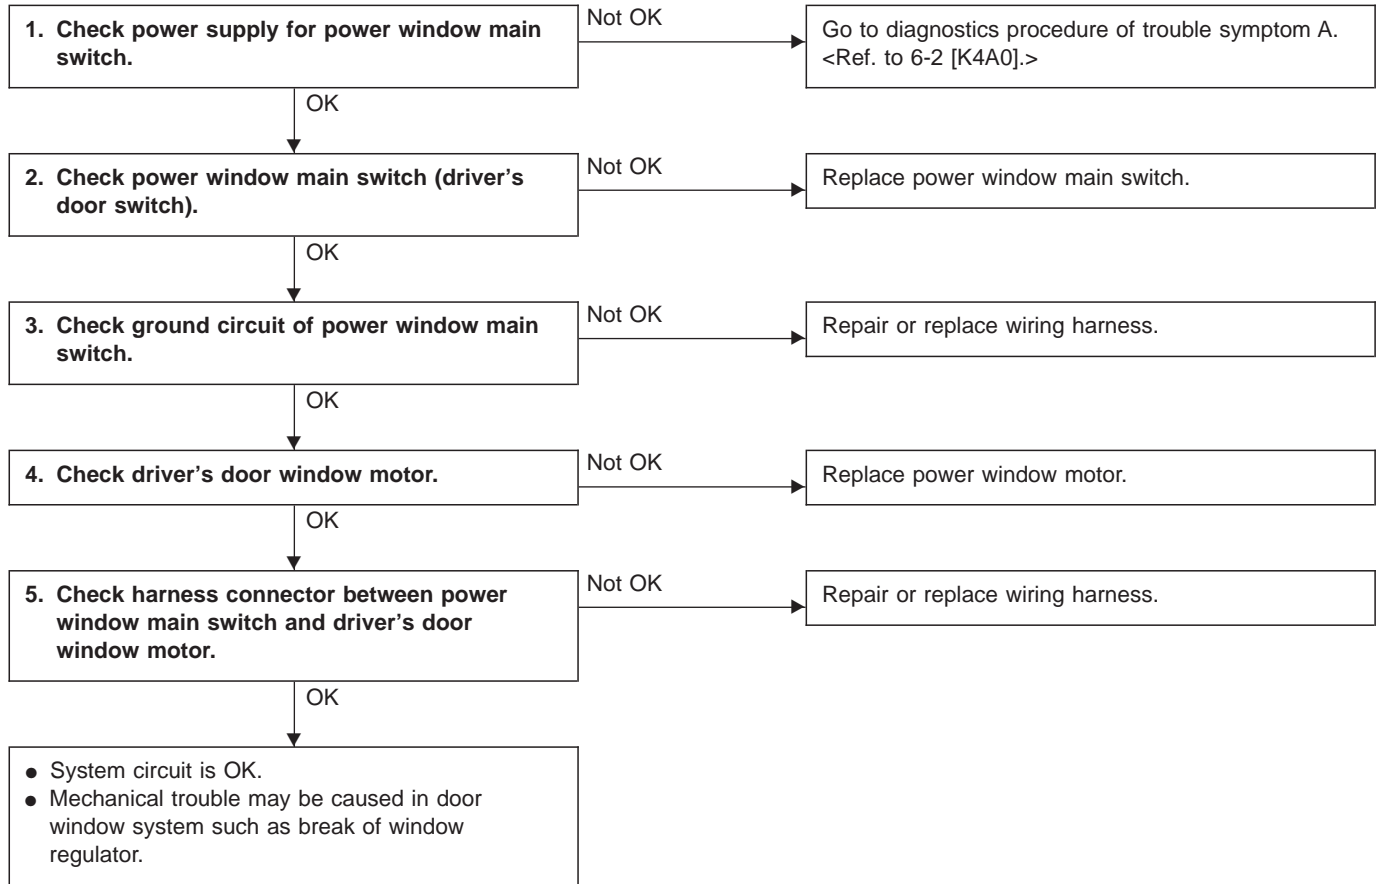 1. Check power supply for power window main
switch.
Not OK
Go to diagnostics procedure of trouble symptom A.
<Ref. to 6-2 [K4A0].>
OK
2. Check power window main switch (driver's
door switch).
Not OK
Replace power window main switch.
OK
3. Check ground circuit of power window main
switch.
Not OK
Repair or replace wiring harness.
OK
4. Check driver's door window motor.
Not OK
Replace power window motor.
OK
5. Check harness connector between power
window main switch and driver's door
window motor.
Not OK
Repair or replace wiring harness.
OK
● System circuit is OK.
● Mechanical trouble may be caused in door
window system such as break of window
regulator.